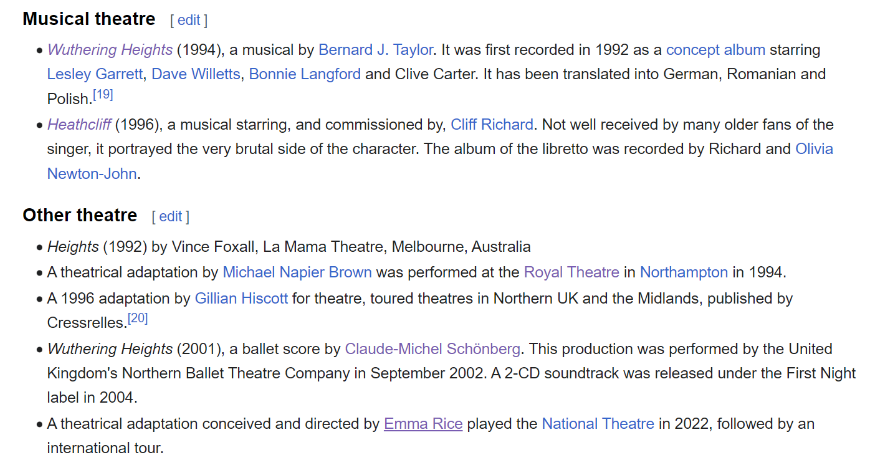 Musical theatre [ edit ]
• Wuthering Heights (1994), a musical by Bernard J. Taylor. It was first recorded in 1992 as a concept album starring
Lesley Garrett, Dave Willetts, Bonnie Langford and Clive Carter. It has been translated into German, Romanian and
Polish.[19]
• Heathcliff (1996), a musical starring, and commissioned by, Cliff Richard. Not well received by many older fans of the
singer, it portrayed the very brutal side of the character. The album of the libretto was recorded by Richard and Olivia
Newton-John.
Other theatre [ edit ]
• Heights (1992) by Vince Foxall, La Mama Theatre, Melbourne, Australia
• A theatrical adaptation by Michael Napier Brown was performed at the Royal Theatre in Northampton in 1994.
• A 1996 adaptation by Gillian Hiscott for theatre, toured theatres in Northern UK and the Midlands, published by
Cressrelles.[20]
• Wuthering Heights (2001), a ballet score by Claude-Michel Schönberg. This production was performed by the United
Kingdom's Northern Ballet Theatre Company in September 2002. A 2-CD soundtrack was released under the First Night
label in 2004.
• A theatrical adaptation conceived and directed by Emma Rice played the National Theatre in 2022, followed by an
international tour.